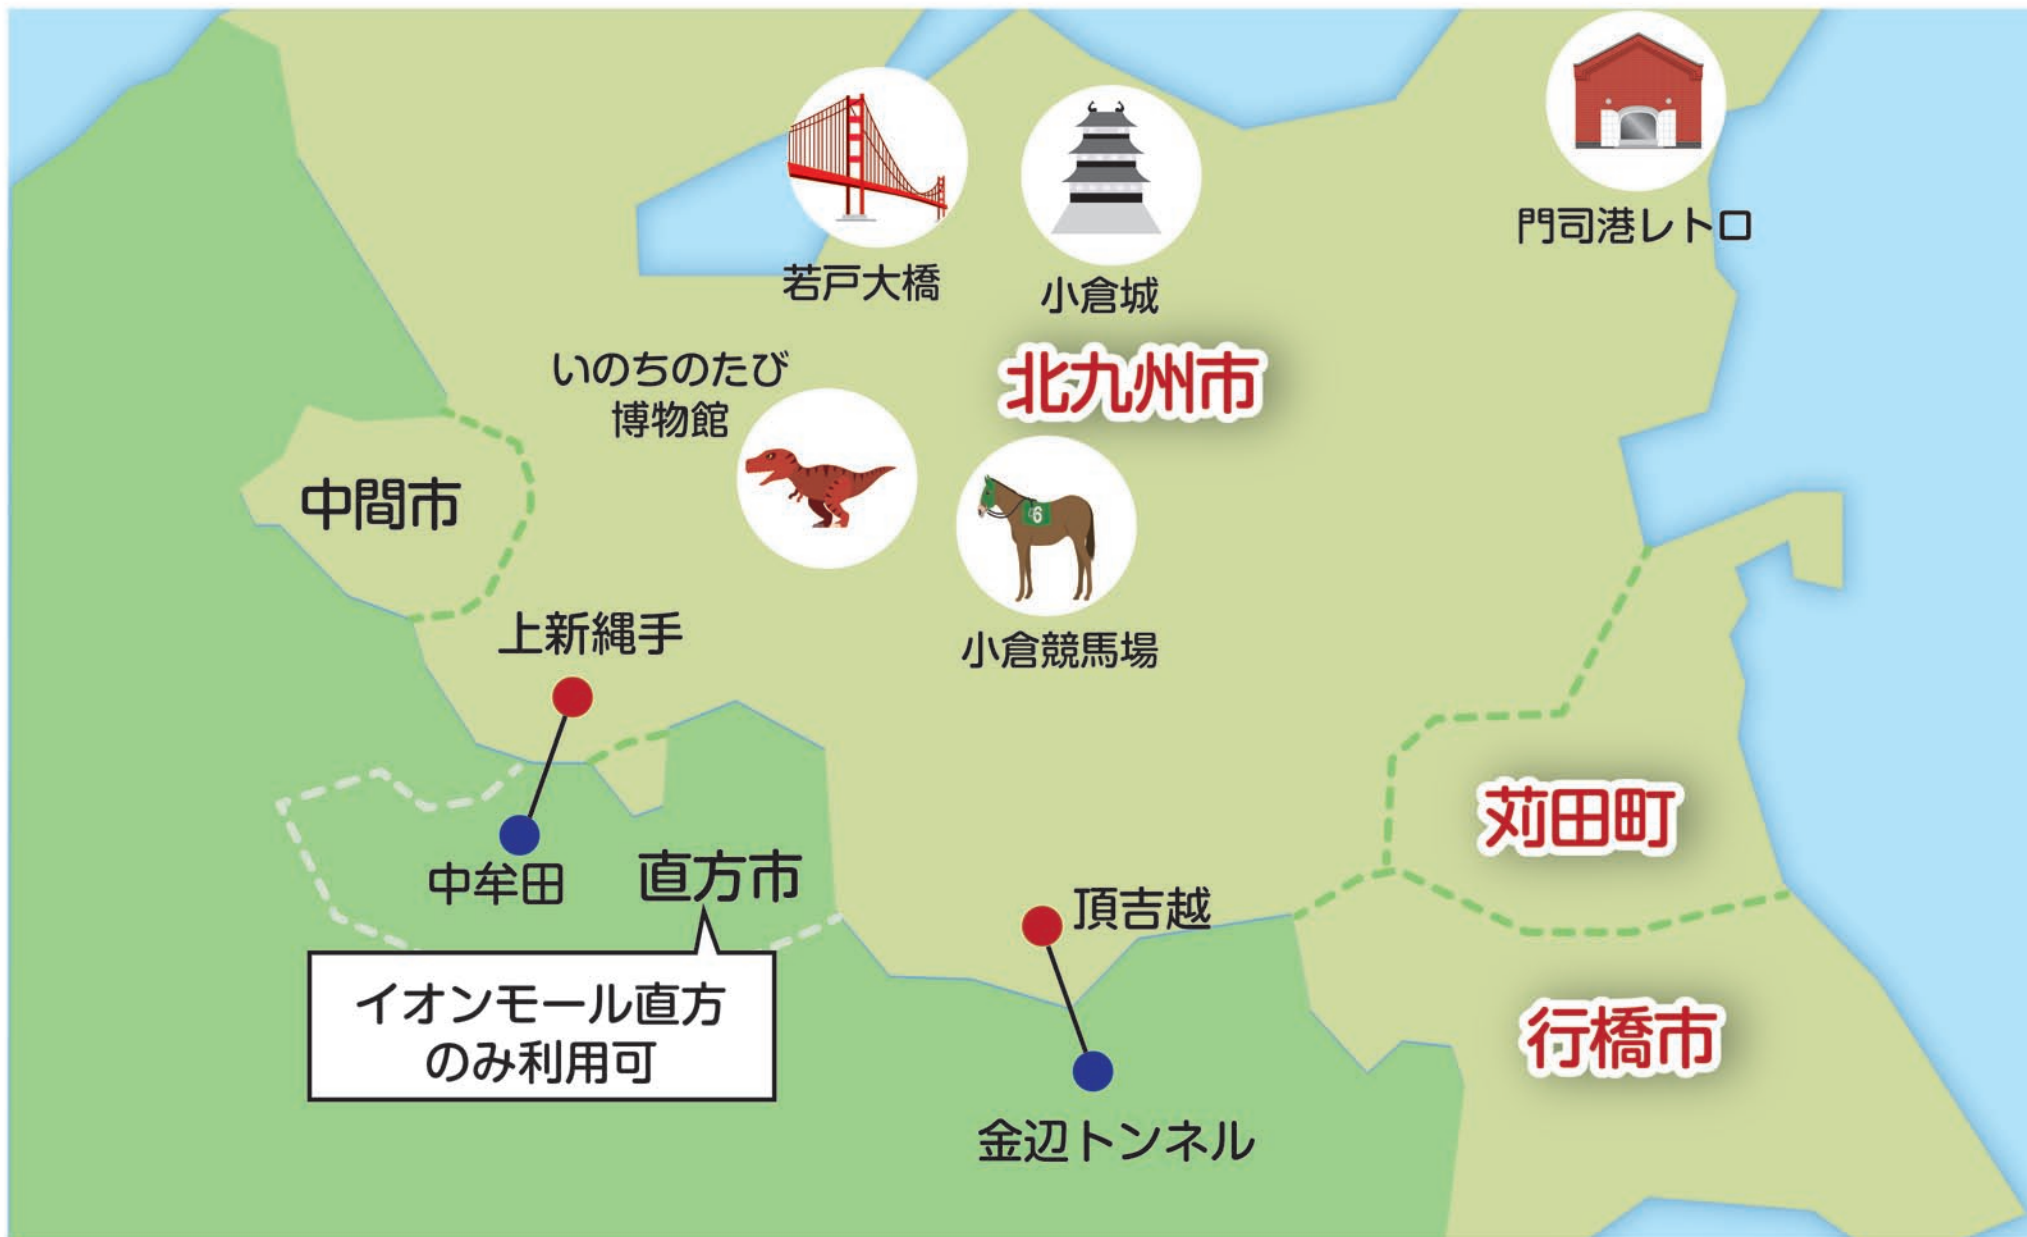 門司港レトロ
若戸大橋
小倉城
北九州市
いのちのたび
博物館
6
小倉競馬場
中間市
上新縄手
中牟田
直方市
イオンモール直方
のみ利用可
頂吉越
金辺トンネル
苅田町
行橋市